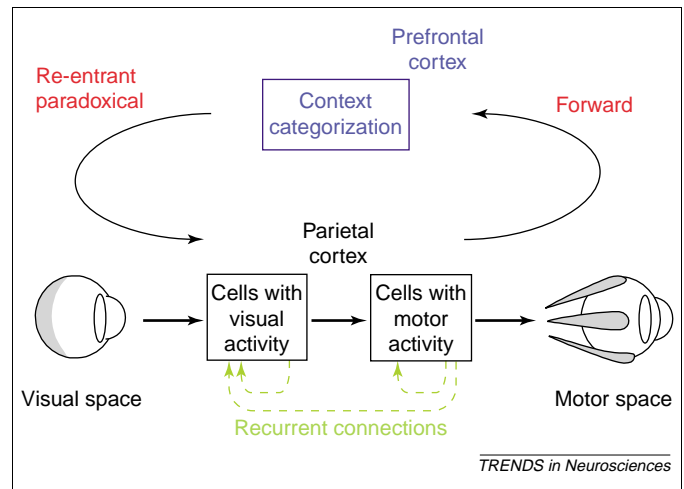 Prefrontal
cortex
Re-entrant
paradoxical
Context
categorization
Forward
Parietal
cortex
Cells with
visual
activity
Cells with
motor
activity
Visual space
Motor space
Recurrent connections
TRENDS in Neurosciences